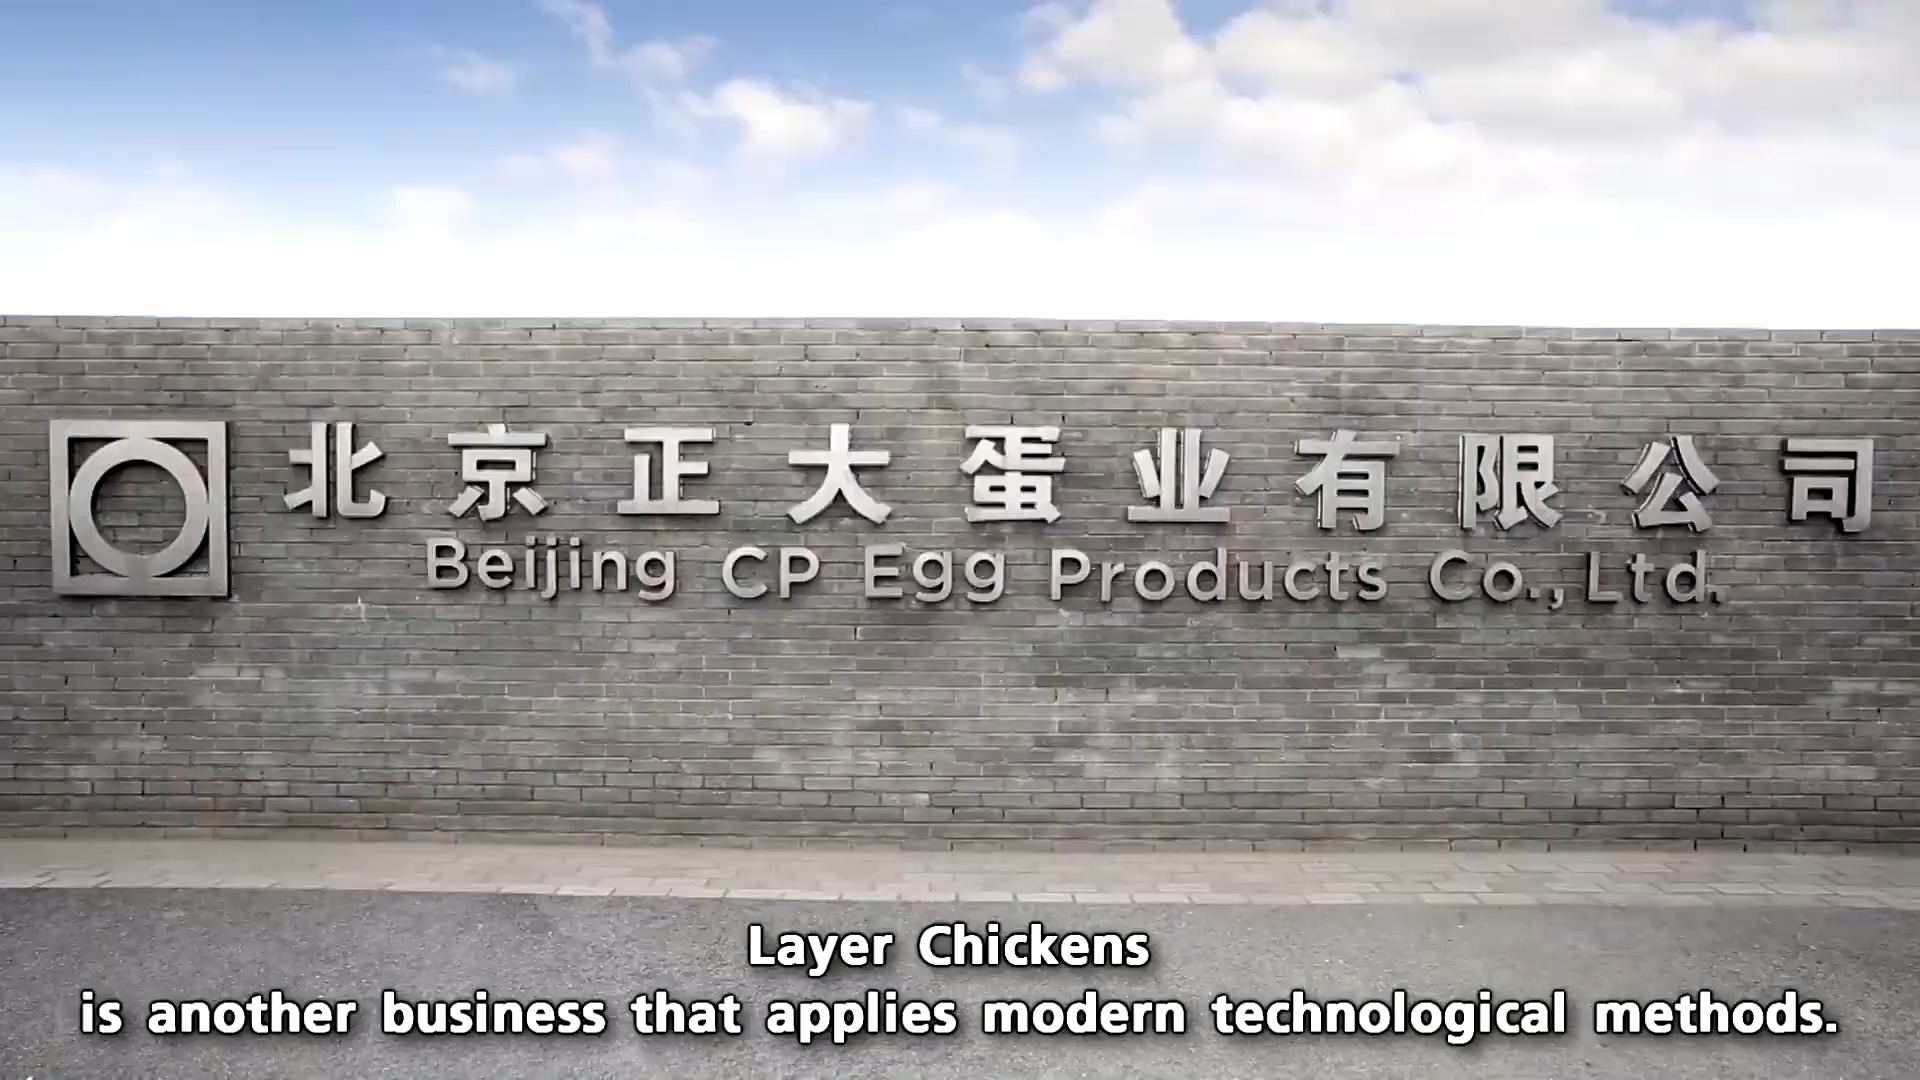 北京正大蛋业有限公司
Beijing CP Egg Products Co., Ltd.
Layer Chickens
is another business that applies modern technological methods.